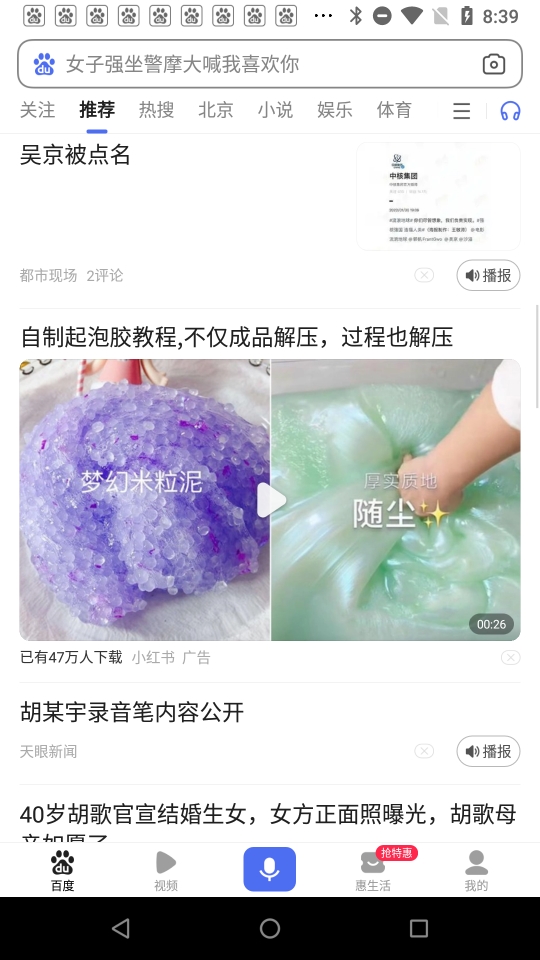 8:39
du 女子强坐警摩大喊我喜欢你
关注 推荐 热搜 北京 小说 娱乐 体育
吴京被点名
中核集团
都市现场 2评论
播报
自制起泡胶教程,不仅成品解压，过程也解压
梦幻米粒泥
厚实质地
随尘✨
00:26
已有47万人下载 小红书 广告
胡某宇录音笔内容公开
天眼新闻
播报
40岁胡歌官宣结婚生女，女方正面照曝光，胡歌母
亲如愿了
抢特惠
百度 视频 惠生活 我的